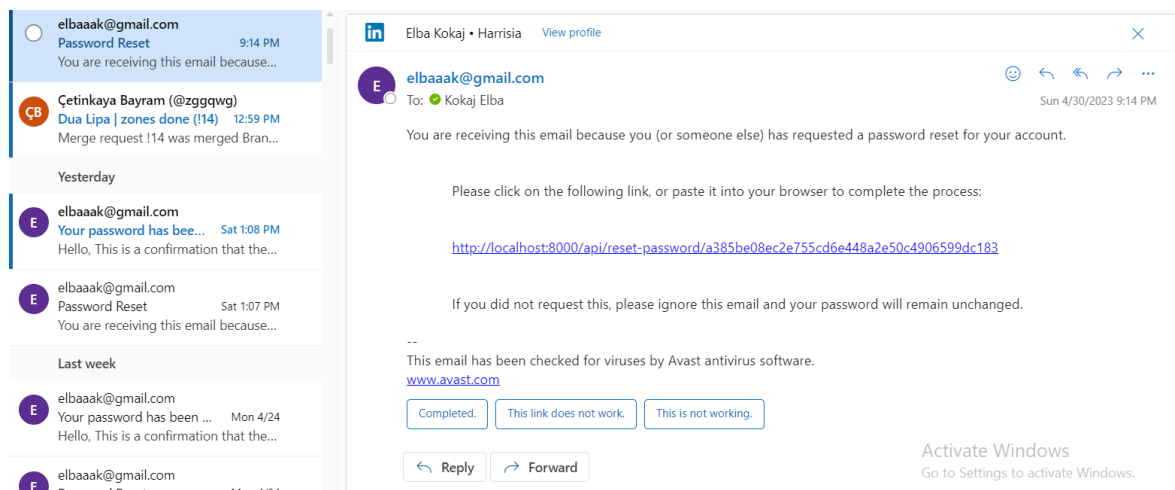 elbaaak@gmail.com
Password Reset 9:14 PM
You are receiving this email because...
ÇB
Çetinkaya Bayram (@zggqwg)
Dua Lipa | zones done (!14) 12:59 PM
Merge request !14 was merged Bran...
Yesterday
E
elbaaak@gmail.com
Your password has bee... Sat 1:08 PM
Hello, This is a confirmation that the...
E
elbaaak@gmail.com
Password Reset Sat 1:07 PM
You are receiving this email because...
Last week
E
elbaaak@gmail.com
Your password has been ... Mon 4/24
Hello, This is a confirmation that the...
E
elbaaak@gmail.com
in Elba Kokaj • Harrisia View profile
E
elbaaak@gmail.com
To: Kokaj Elba
Sun 4/30/2023 9:14 PM
You are receiving this email because you (or someone else) has requested a password reset for your account.
Please click on the following link, or paste it into your browser to complete the process:
http://localhost:8000/api/reset-password/a385be08ec2e755cd6e448a2e50c4906599dc183
If you did not request this, please ignore this email and your password will remain unchanged.
--
This email has been checked for viruses by Avast antivirus software.
www.avast.com
Completed. This link does not work. This is not working.
Reply Forward
Activate Windows
Go to Settings to activate Windows.